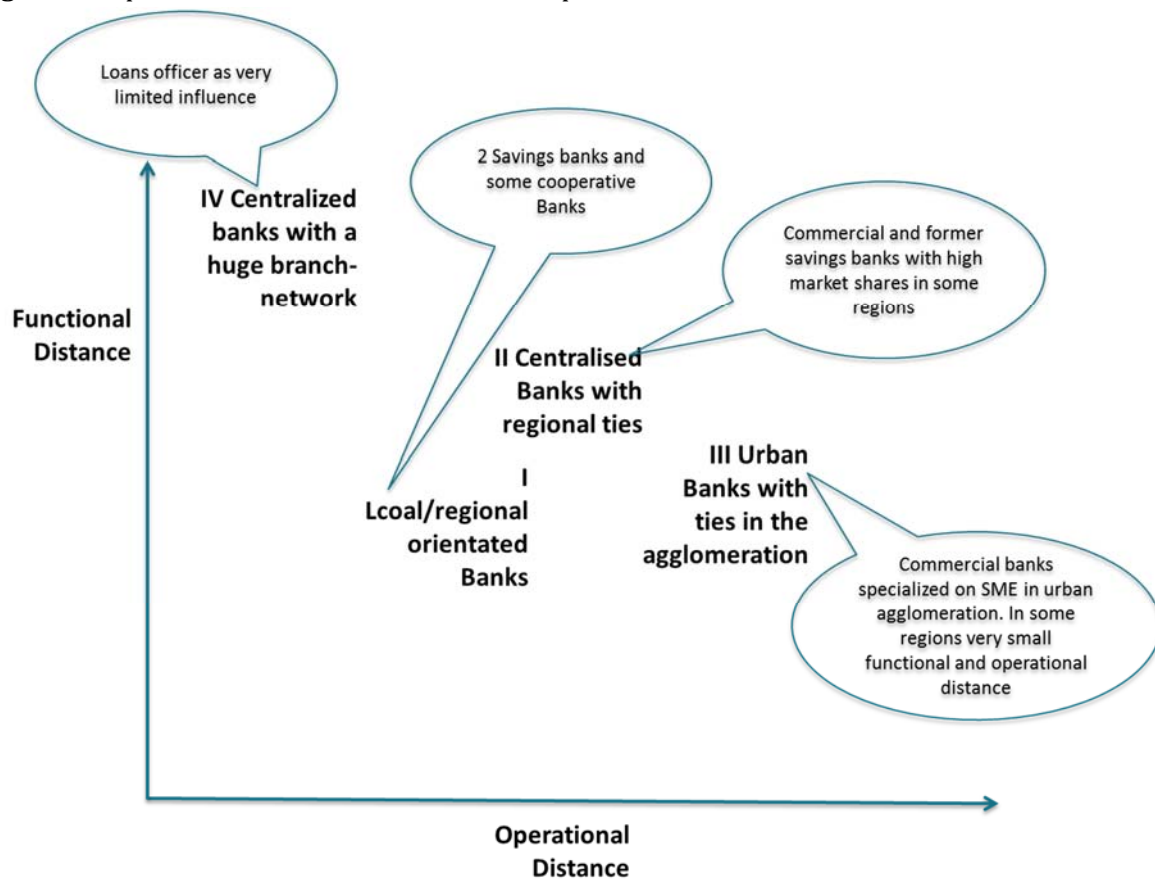 Loans officer as very
limited influence
IV Centralized
banks with a
huge branch-
network
2 Savings banks and
some cooperative
Banks
Commercial and former
savings banks with high
market shares in some
regions
Functional
Distance
II Centralised
Banks with
regional ties
I
Lcoal/regional
orientated
Banks
III Urban
Banks with
ties in the
agglomeration
Commercial banks
specialized on SME in urban
agglomeration. In some
regions very small
functional and operational
distance
Operational
Distance